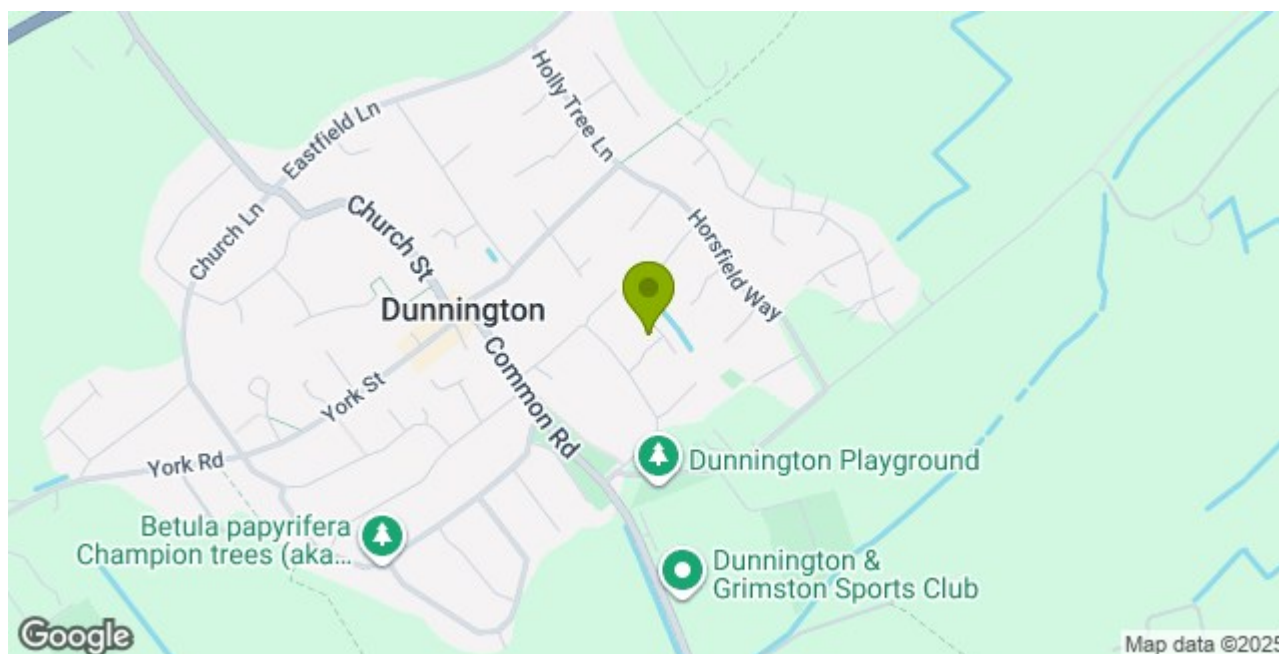 Holly Tree Ln
Eastfield Ln
Church Ln
Church St
Horsfield Way
Dunnington
Common Rd
York St
York Rd
Dunnington Playground
Betula papyrifera
Champion trees (aka...
Dunnington &
Grimston Sports Club
Google
Map data ©2025